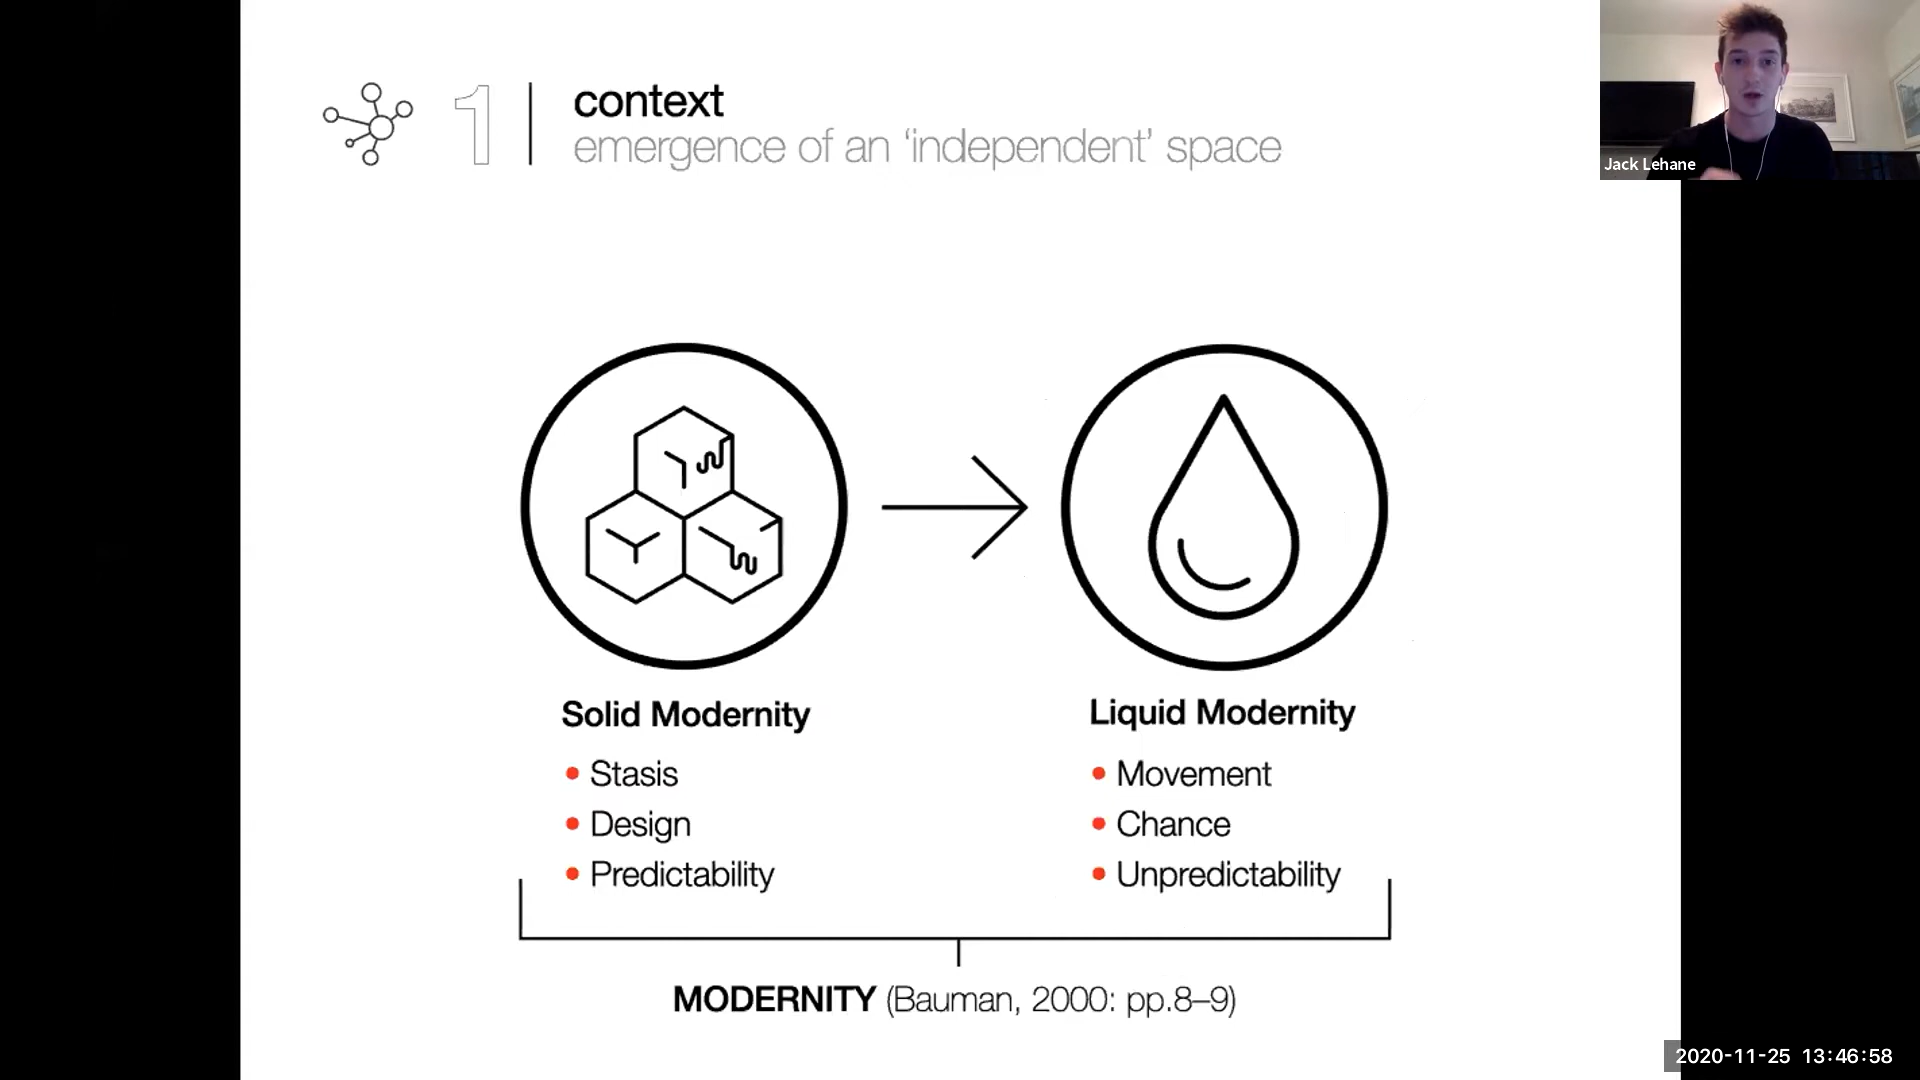 1
context
emergence of an ‘independent’ space
Jack Lehane
Solid Modernity
• Stasis
• Design
• Predictability
Liquid Modernity
• Movement
• Chance
• Unpredictability
MODERNITY (Bauman, 2000: pp.8–9)
2020-11-25 13:46:58